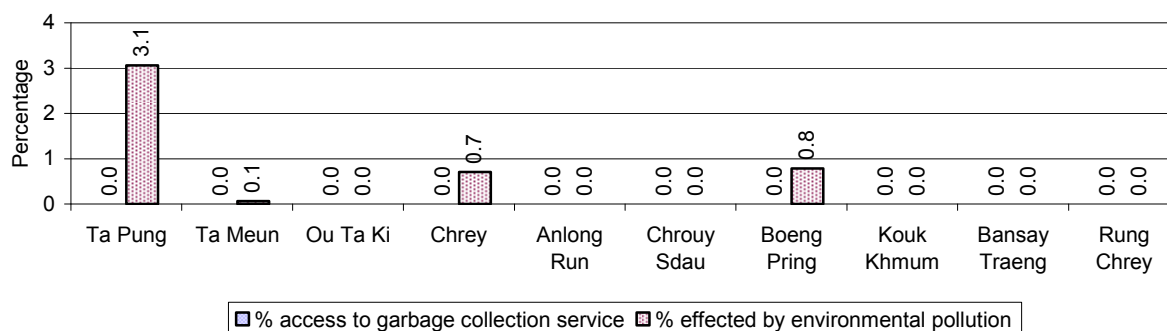 Percentage
4
3
2
1
0
0.0 3.1 0.0 0.1 0.0 0.0 0.0 0.7 0.0 0.0 0.0 0.0 0.0 0.8 0.0 0.0 0.0 0.0 0.0 0.0
Ta Pung Ta Meun Ou Ta Ki Chrey Anlong Run Chrouy Sdau Boeng Pring Kouk Khmum Bansay Traeng Rung Chrey
% access to garbage collection service % effected by environmental pollution